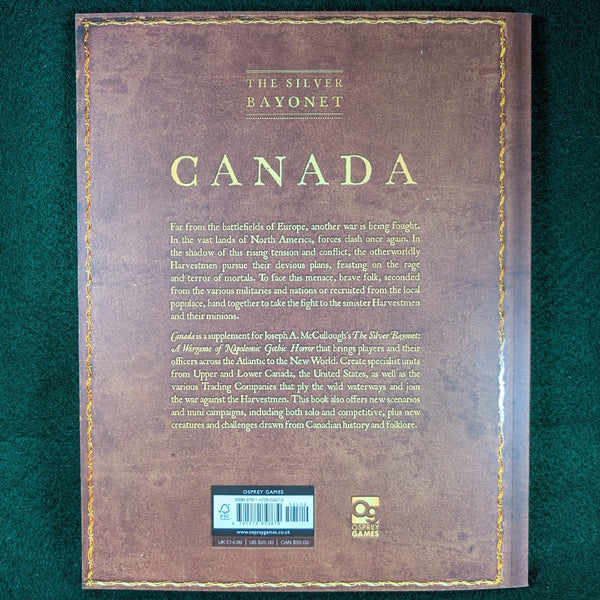 THE SILVER
BAYONET
CANADA
Far from the battlefields of Europe, another war is being fought.
In the vast lands of North America, forces clash once again. In
the shadow of this rising tension and conflict, the otherworldly
Harvestmen pursue their devious plans, feasting on the rage
and terror of mortals. To face this menace, brave folk, seconded
from the various militaries and nations or recruited from the local
populace, band together to take the fight to the sinister Harvestmen
and their minions.
Canada is a supplement for Joseph A. McCullough's The Silver Bayonet:
A Wargame of Napoleonic Gothic Horror that brings players and their
officers across the Atlantic to the New World. Create specialist units
from Upper and Lower Canada, the United States, as well as the
various Trading Companies that ply the wild waterways and join
the war against the Harvestmen. This book also offers new scenarios
and mini campaigns, including both solo and competitive, plus new
creatures and challenges drawn from Canadian history and folklore.
OSPREY GAMES
FSC
www.ospreygames.co.uk
UK £14.99 | US $25.00 | CAN $33.00
OG
OSPREY
GAMES